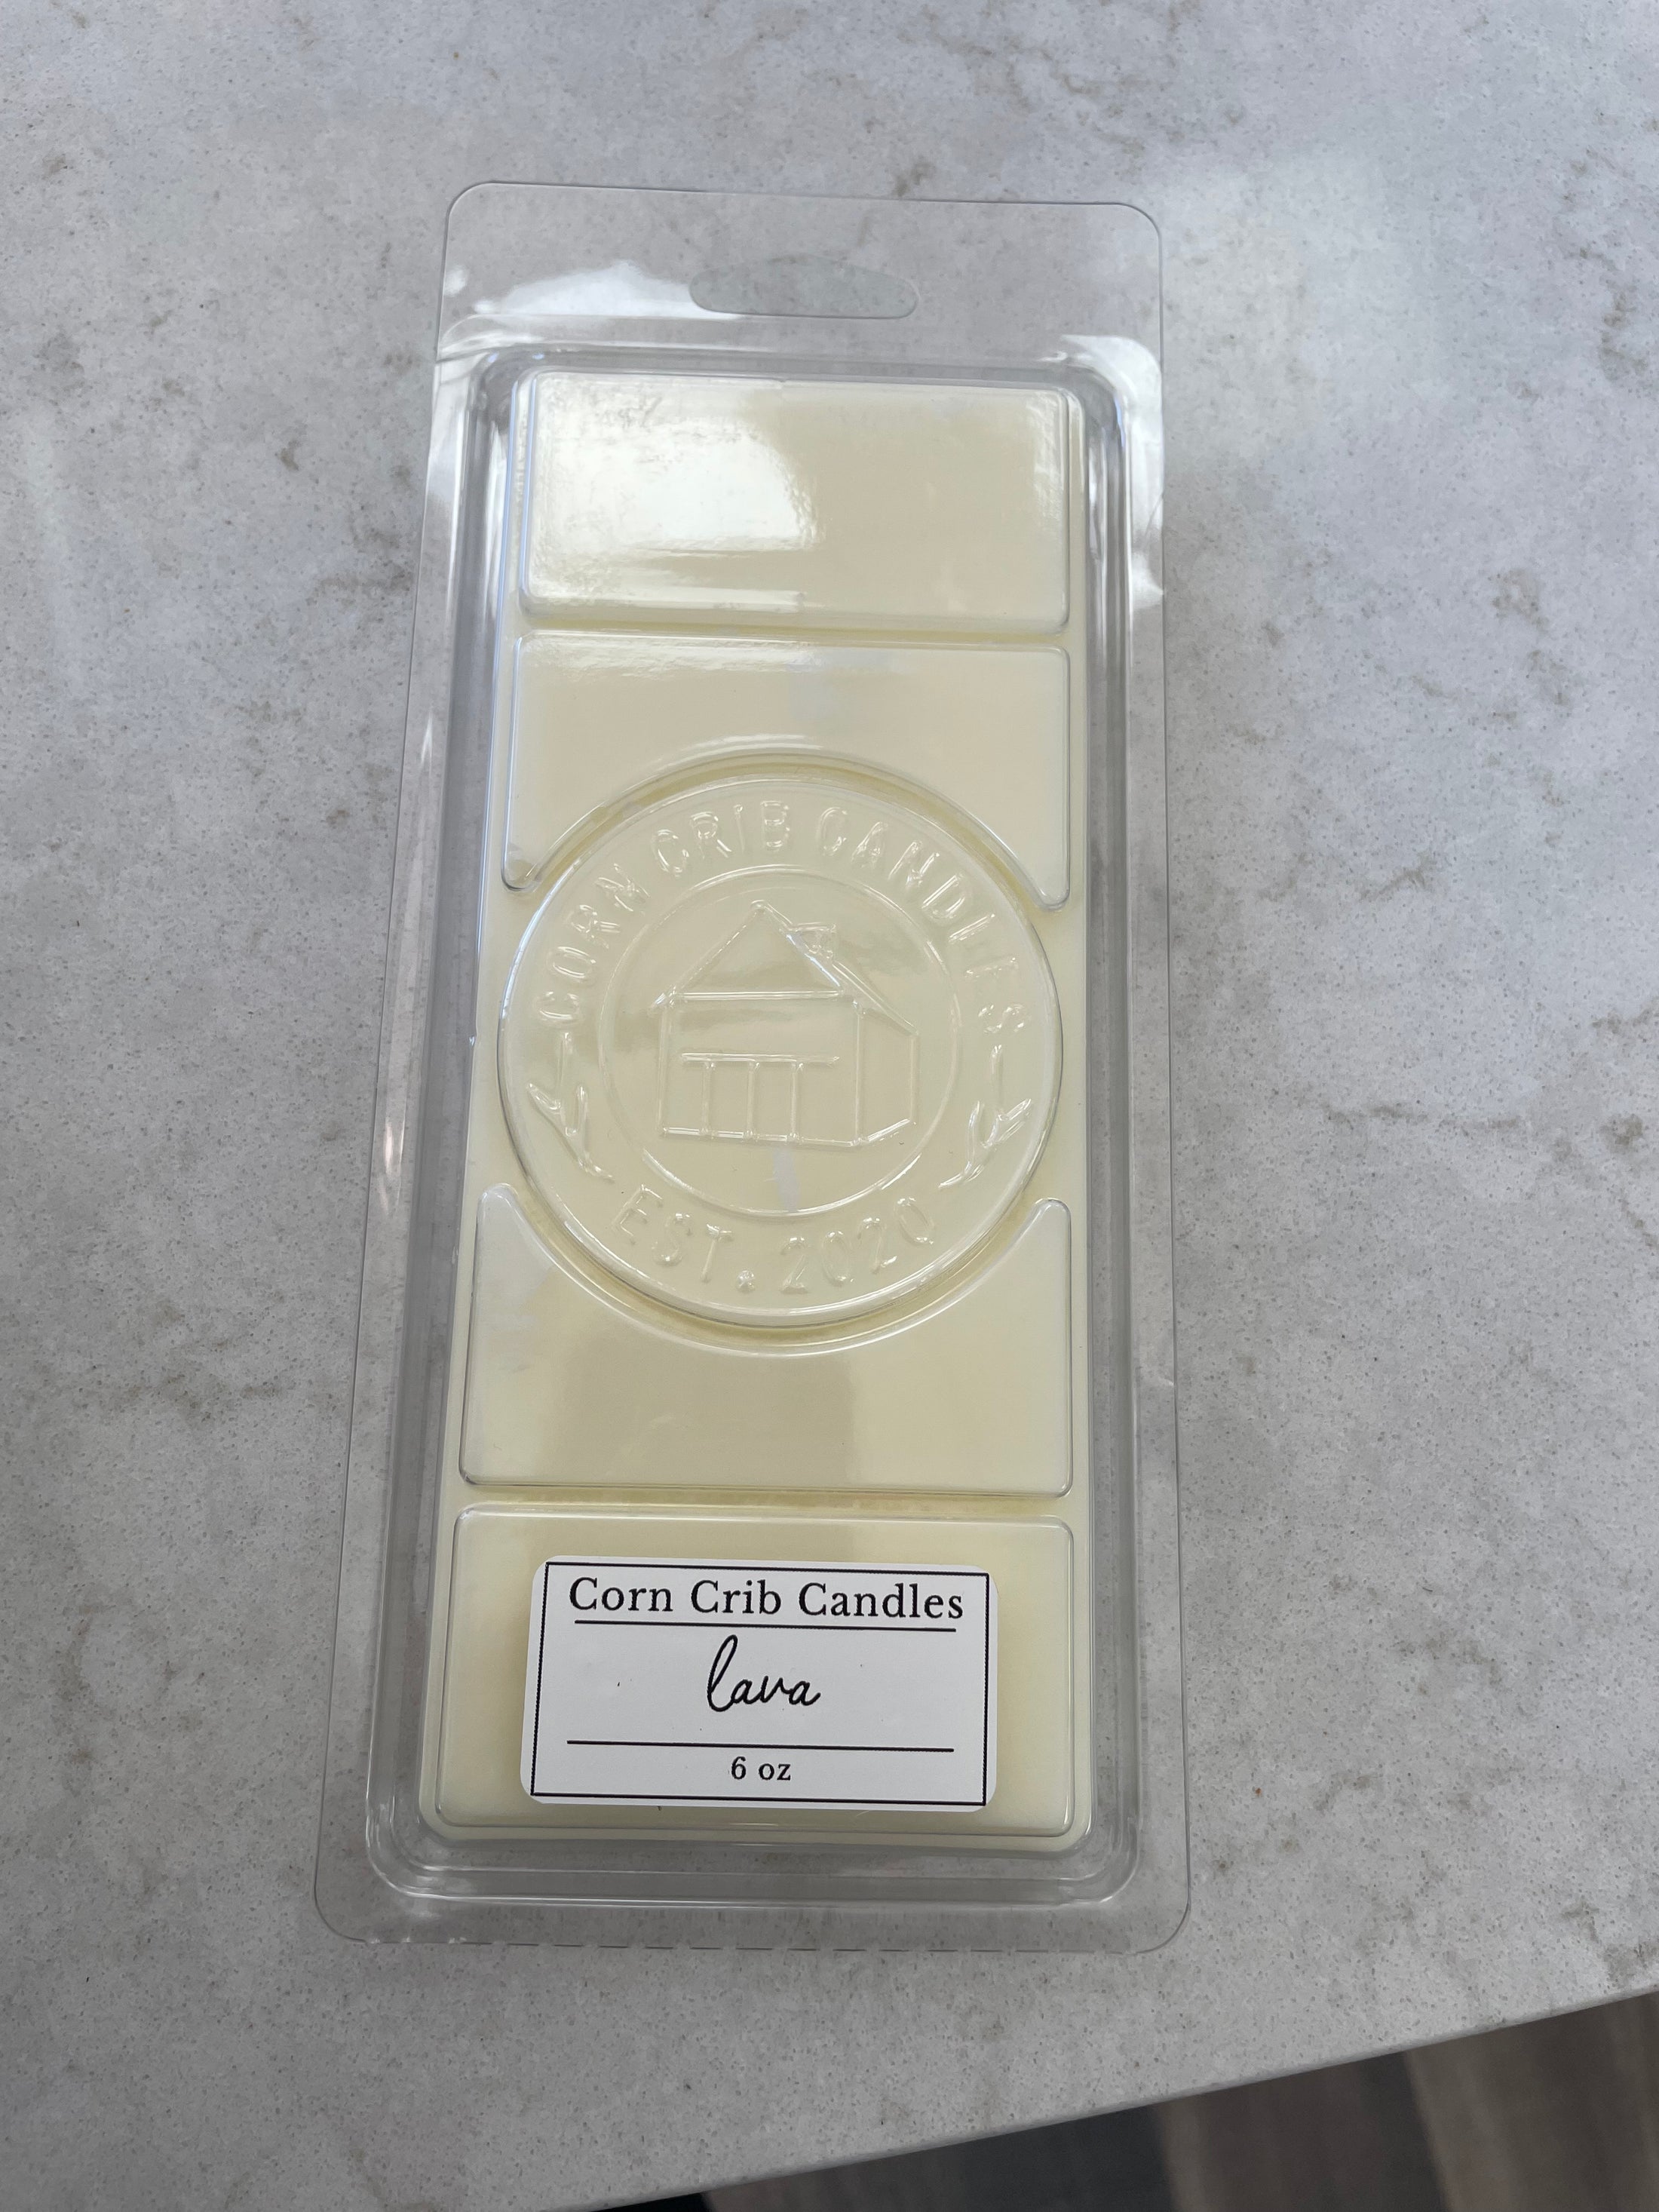 CORN CRIB CANDLES
EST. 2020
Corn Crib Candles
lava
6 oz